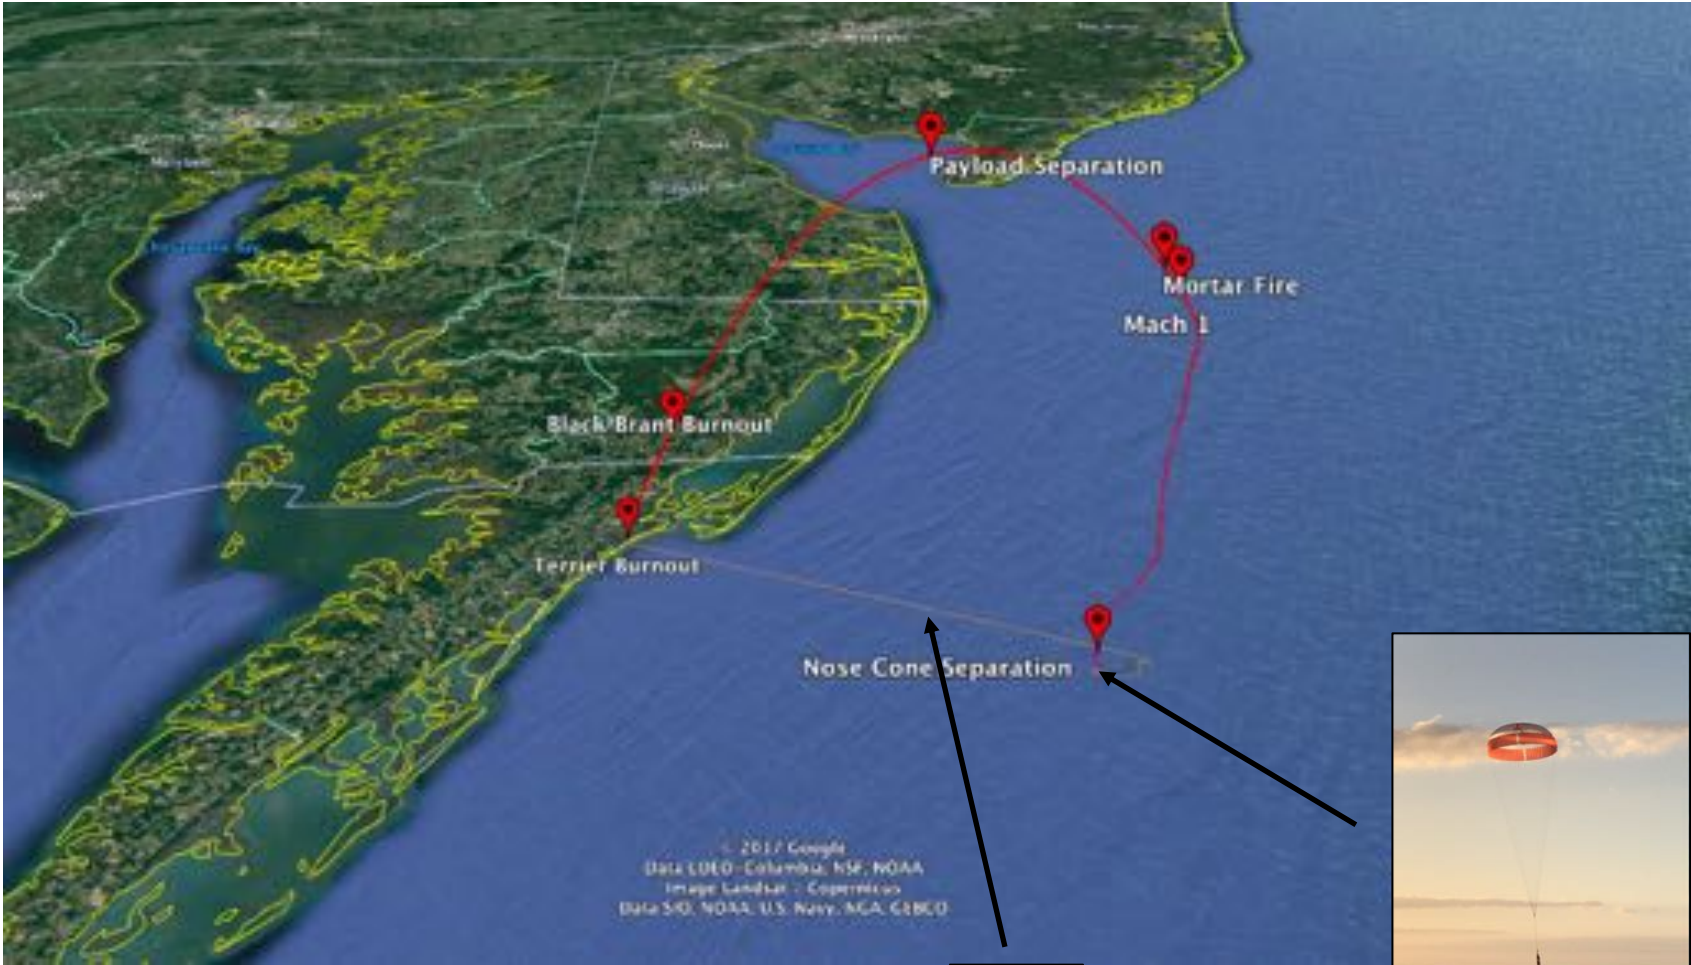 Payload Separation
Mortar Fire
Mach 1
Black Brant Burnout
Terrier Burnout
Nose Cone Separation
© 2017 Google
Data LDEO-Columbia, NSF, NOAA
Image Landsat / Copernicus
Data SIO, NOAA, U.S. Navy, NGA, GEBCO